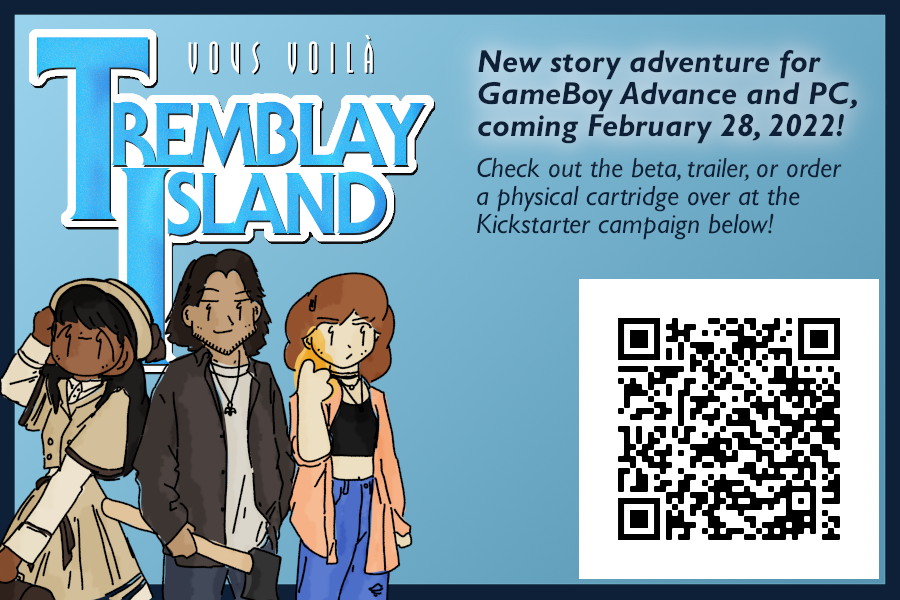 VOUS VOILÀ
TREMBLAY
ISLAND
New story adventure for
GameBoy Advance and PC,
coming February 28, 2022!
Check out the beta, trailer, or order
a physical cartridge over at the
Kickstarter campaign below!